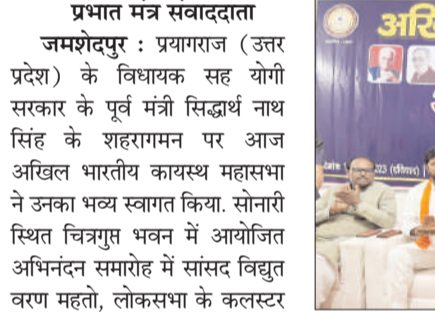 प्रभात मंत्र संवाददाता
जमशेदपुर : प्रयागराज (उत्तर
प्रदेश) के विधायक सह योगी
सरकार के पूर्व मंत्री सिद्धार्थ नाथ
सिंह के शहरागमन पर आज
अखिल भारतीय कायस्थ महासभा
ने उनका भव्य स्वागत किया. सोनारी
स्थित चित्रगुप्त भवन में आयोजित
अभिनंदन समारोह में सांसद विद्युत
वरण महतो, लोकसभा के कलस्टर